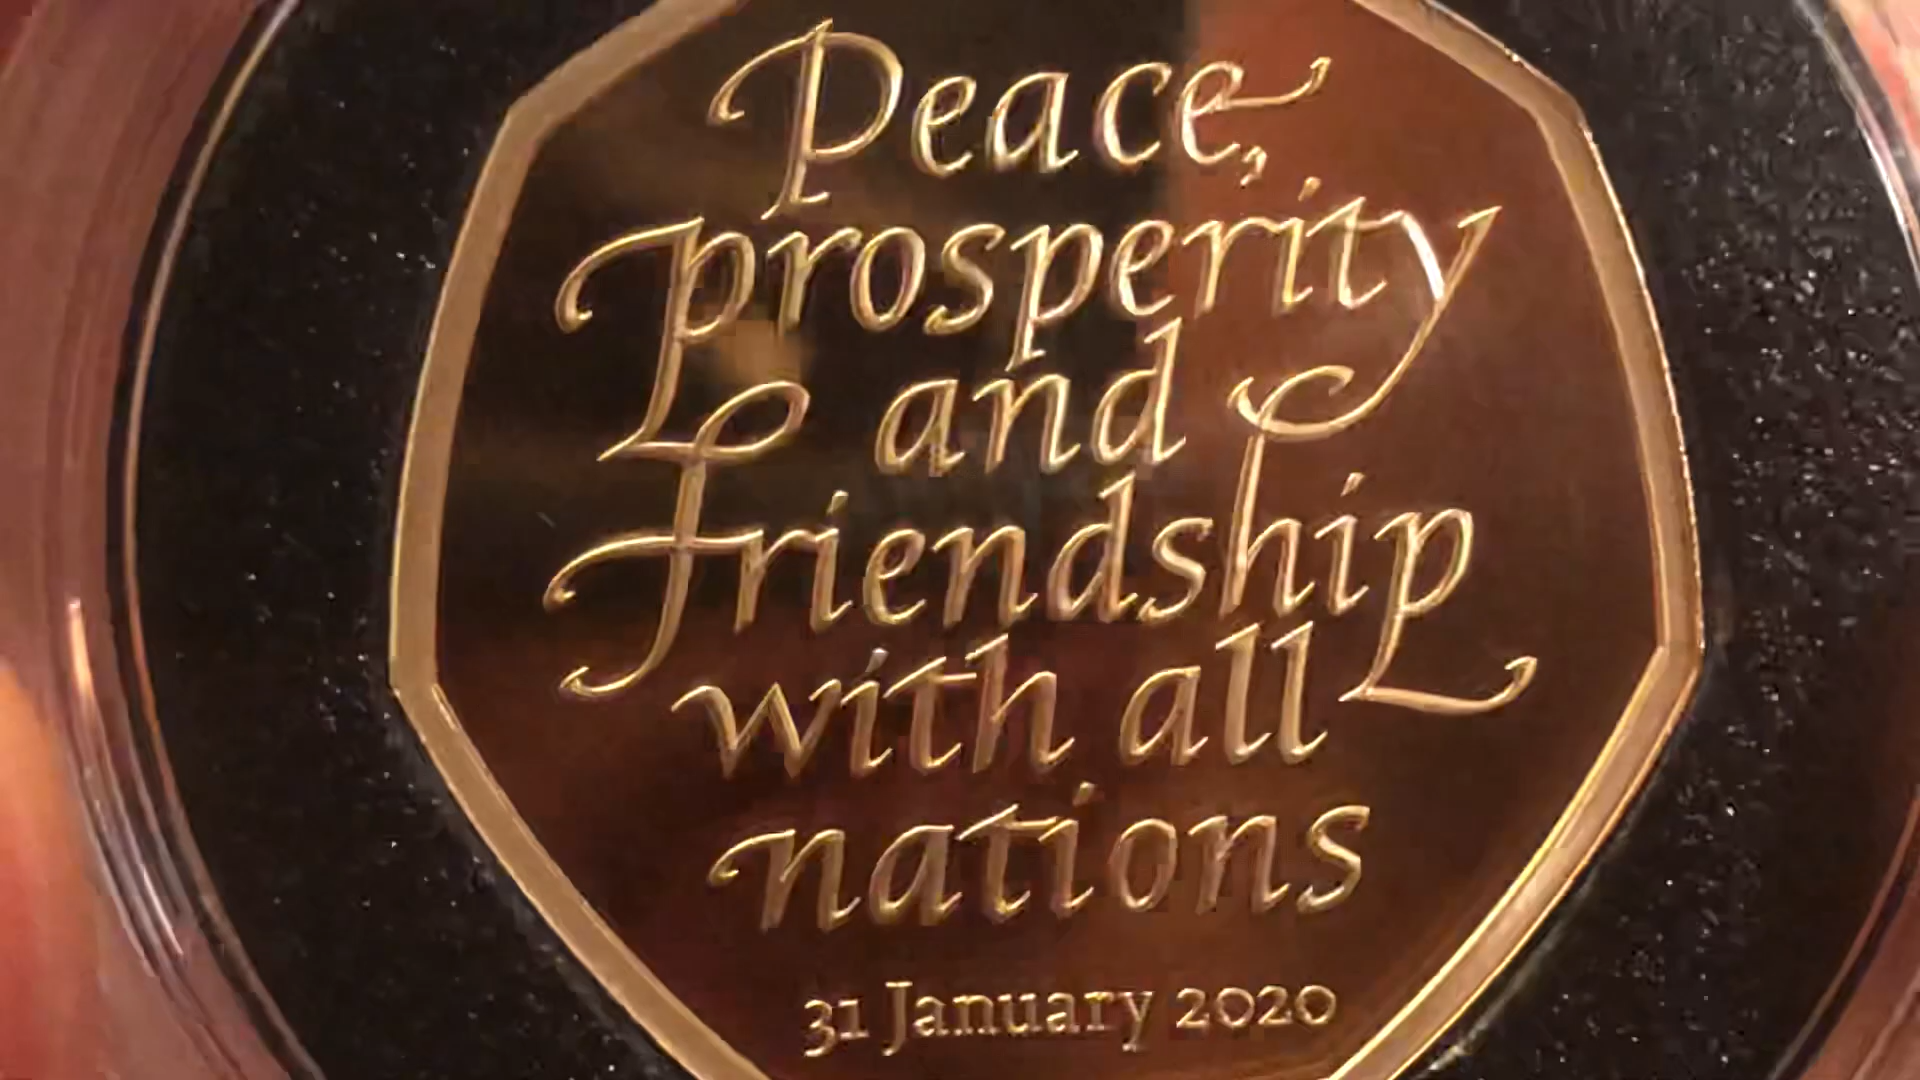 Peace,
prosperity
and
friendship
with all
nations
31 January 2020